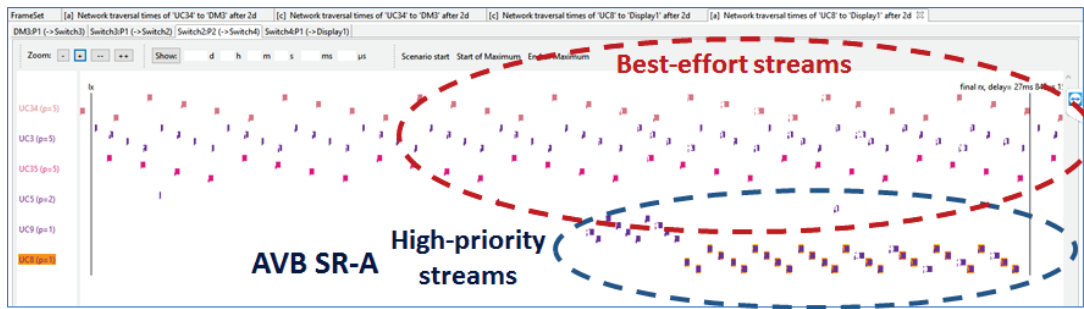 FrameSet [a] Network traversal times of 'UC34' to 'DM3' after 2d [c] Network traversal times of 'UC34' to 'DM3' after 2d [c] Network traversal times of 'UC8' to 'Display1' after 2d [a] Network traversal times of 'UC8' to 'Display1' after 2d
DM3:P1 (->Switch3) Switch3:P1 (->Switch2) Switch2:P2 (->Switch4) Switch4:P1 (->Display1)
Zoom: - + -- ++ Show: d h m s ms µs Scenario start Start of Maximum End of Maximum
Best-effort streams
final rx, delay= 27ms
UC34 (p=5)
UC3 (p=5)
UC35 (p=5)
UC5 (p=2)
UC9 (p=1)
UC8 (p=1)
High-priority
streams
AVB SR-A